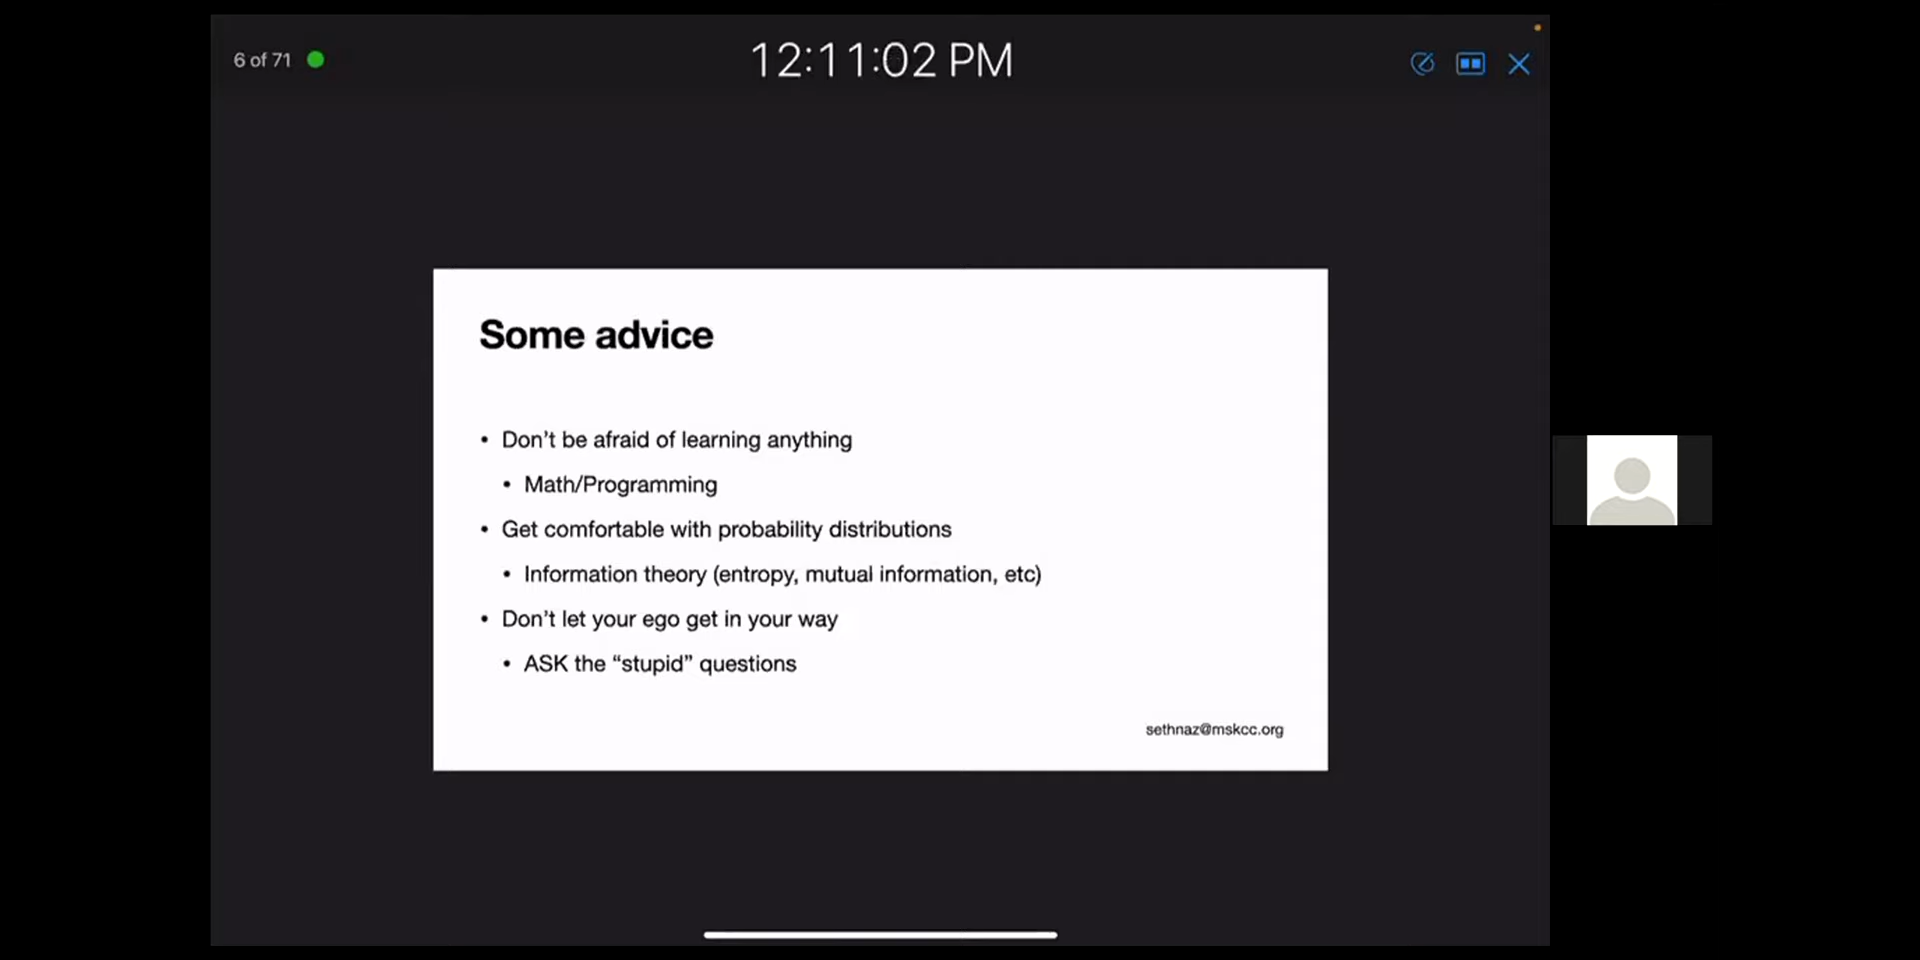 6 of 71
12:11:02 PM
Some advice
• Don't be afraid of learning anything
• Math/Programming
• Get comfortable with probability distributions
• Information theory (entropy, mutual information, etc)
• Don't let your ego get in your way
• ASK the “stupid” questions
sethnaz@mskcc.org